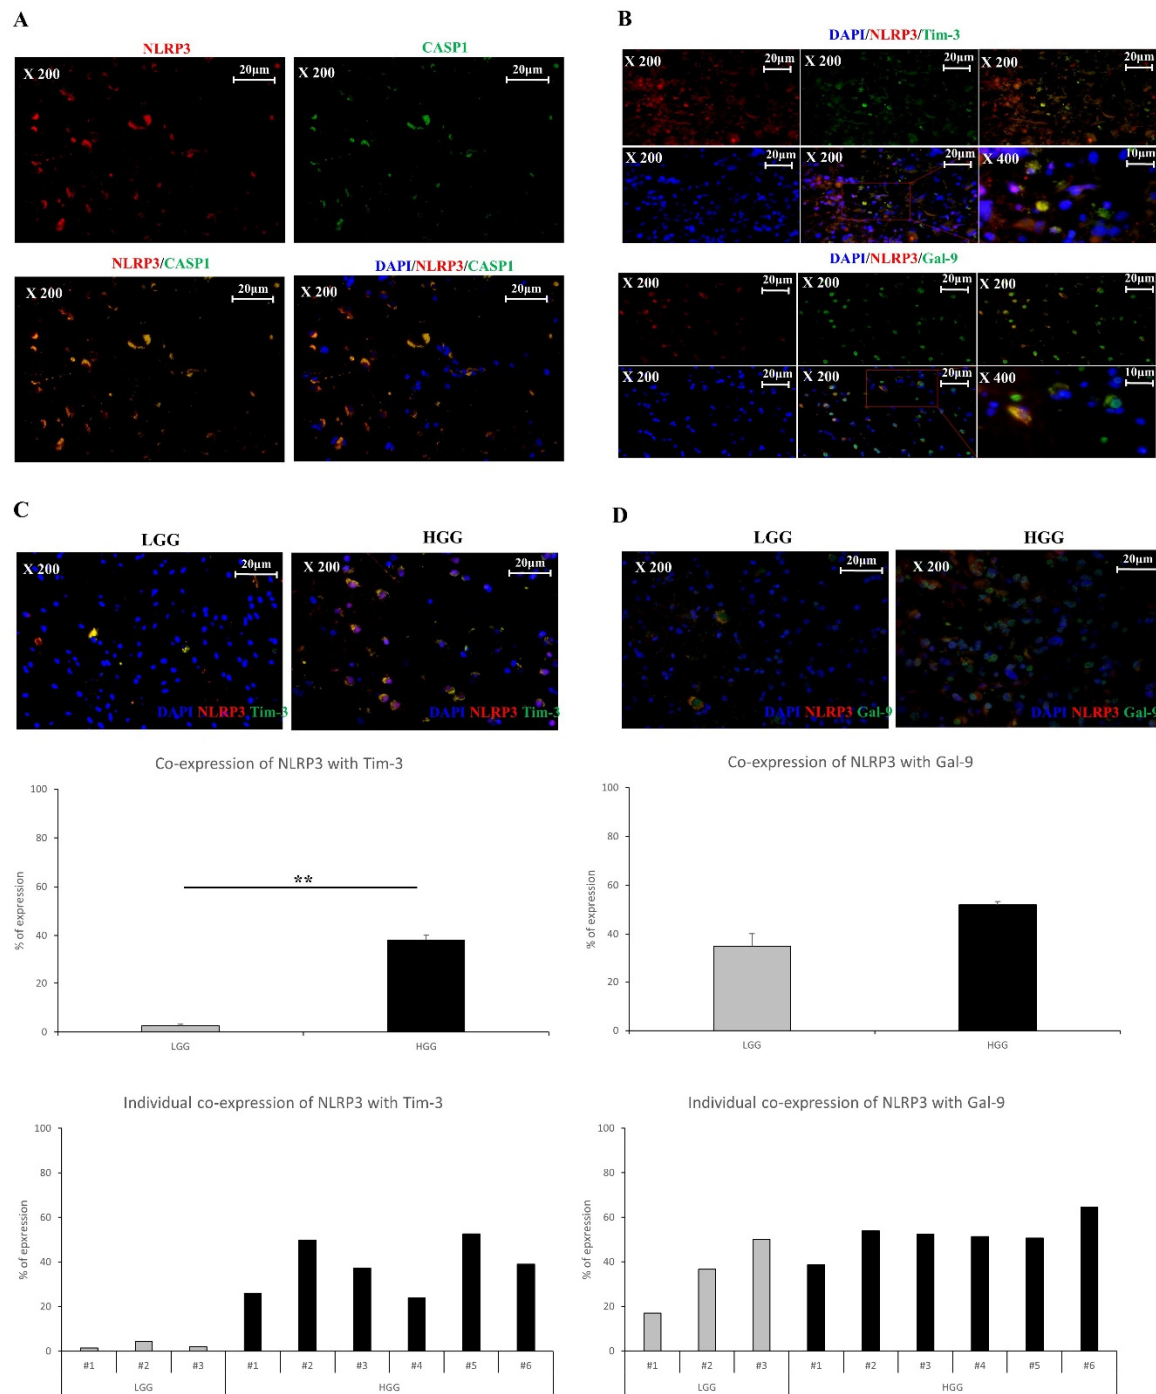 A
NLRP3
CASP1
X 200
20μm
X 200
20μm
NLRP3/CASP1
DAPI/NLRP3/CASP1
X 200
20μm
X 200
20μm
B
DAPI/NLRP3/Tim-3
X 200
20μm
X 200
20μm
X 200
20μm
X 200
20μm
X 200
20μm
X 400
10μm
DAPI/NLRP3/Gal-9
X 200
20μm
X 200
20μm
X 200
20μm
X 200
20μm
X 200
20μm
X 400
10μm
C
LGG
HGG
X 200
20μm
DAPI NLRP3 Tim-3
X 200
20μm
DAPI NLRP3 Tim-3
Co-expression of NLRP3 with Tim-3
% of expression
100
80
60
40
20
0
**
LGG
HGG
Individual co-expression of NLRP3 with Tim-3
% of epxression
100
80
60
40
20
0
#1 #2 #3 #1 #2 #3 #4 #5 #6
LGG HGG
D
LGG
HGG
X 200
20μm
DAPI NLRP3 Gal-9
X 200
20μm
DAPI NLRP3 Gal-9
Co-expression of NLRP3 with Gal-9
% of expression
100
80
60
40
20
0
LGG
HGG
Individual co-expression of NLRP3 with Gal-9
% of expression
100
80
60
40
20
0
#1 #2 #3 #1 #2 #3 #4 #5 #6
LGG HGG